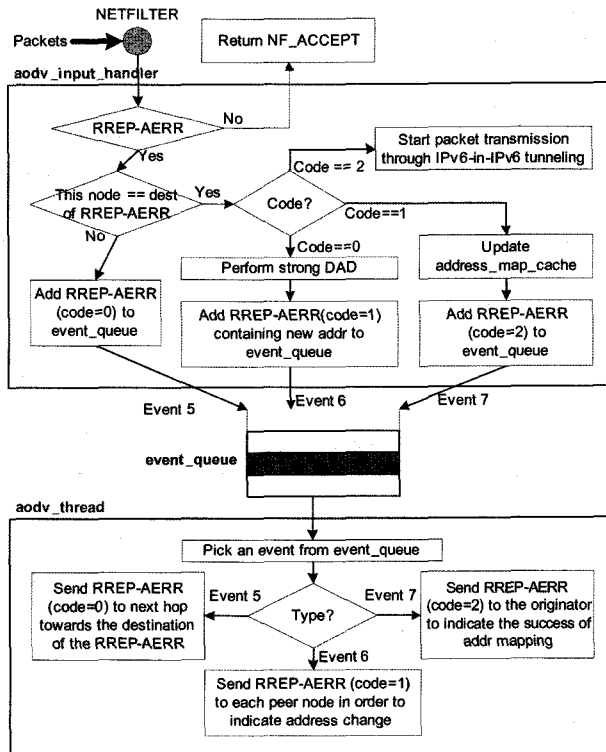 NETFILTER
Packets
Return NF_ACCEPT
aodv_input_handler
RREP-AERR
No
Yes
Start packet transmission
through IPv6-in-IPv6 tunneling
Code == 2
This node == dest
of RREP-AERR
Yes
Code?
Code==1
No
Code==0
Perform strong DAD
Update
address_map_cache
Add RREP-AERR
(code=0) to
event_queue
Add RREP-AERR(code=1)
containing new addr to
event_queue
Add RREP-AERR
(code=2) to
event_queue
Event 5
Event 6
Event 7
event_queue
aodv_thread
Pick an event from event_queue
Send RREP-AERR
(code=0) to next hop
towards the destination
of the RREP-AERR
Event 5
Type?
Event 7
Send RREP-AERR
(code=2) to the originator
to indicate the success of
addr mapping
Event 6
Send RREP-AERR (code=1)
to each peer node in order to
indicate address change